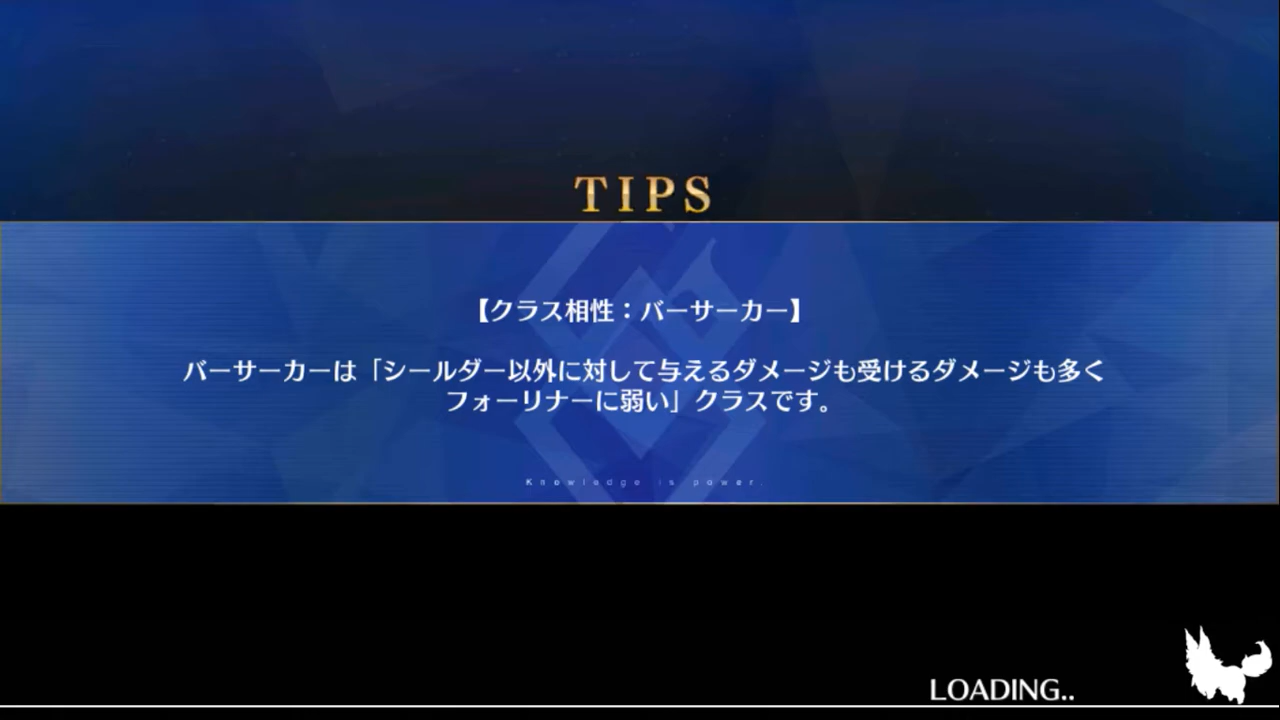 TIPS
【クラス相性：バーサーカー】
バーサーカーは「シールダー以外に対して与えるダメージも受けるダメージも多く
フォーリナーに弱い」クラスです。
Knowledge is power.
LOADING..